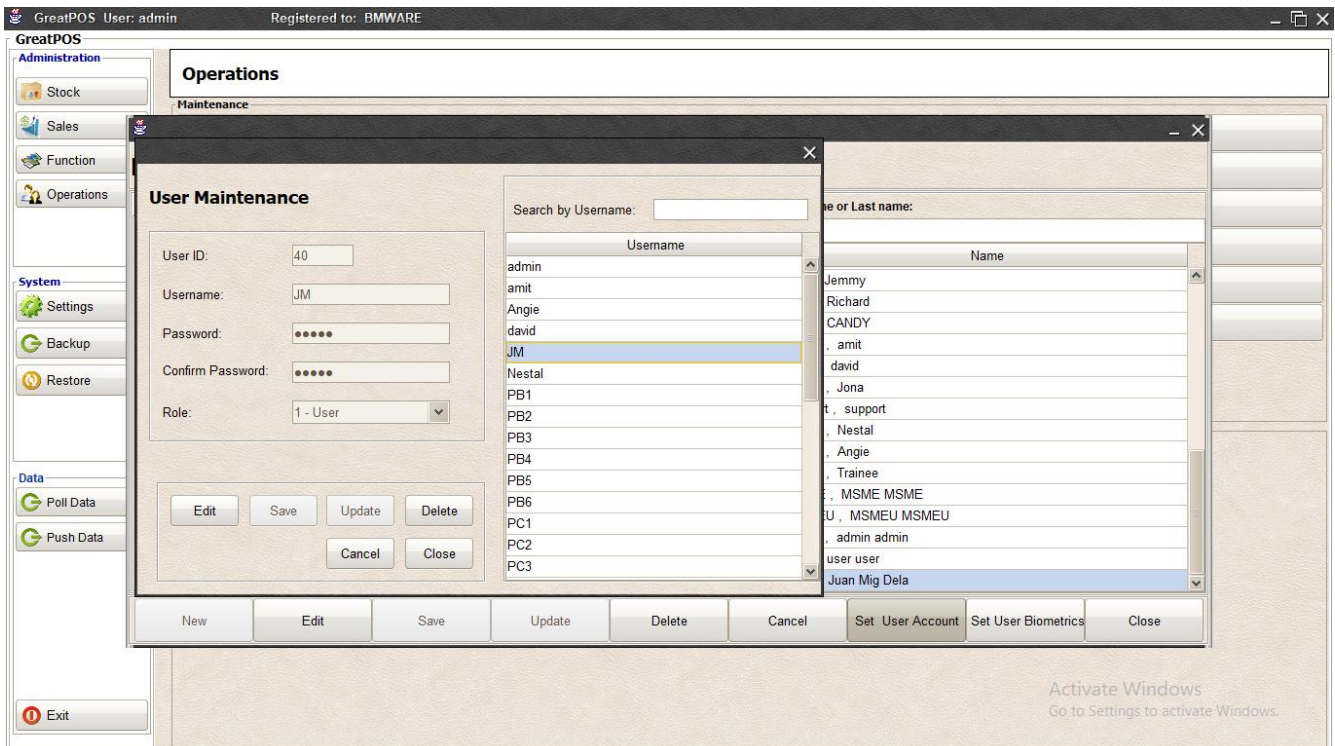 GreatPOS User: admin Registered to: BMWARE
GreatPOS
Administration
Stock
Sales
Function
Operations
System
Settings
Backup
Restore
Data
Poll Data
Push Data
Exit
Operations
Maintenance
User Maintenance
User ID: 40
Username: JM
Password: •••••
Confirm Password: •••••
Role: 1 - User
Edit Save Update Delete
Cancel Close
Search by Username:
Username
admin
amit
Angie
david
JM
Nestal
PB1
PB2
PB3
PB4
PB5
PB6
PC1
PC2
PC3
or Last name:
Name
Jemmy
Richard
CANDY
, amit
david
, Jona
, support
, Nestal
, Angie
, Trainee
, MSME MSME
, MSMEU MSMEU
, admin admin
user user
Juan Mig Dela
New Edit Save Update Delete Cancel Set User Account Set User Biometrics Close
Activate Windows
Go to Settings to activate Windows.